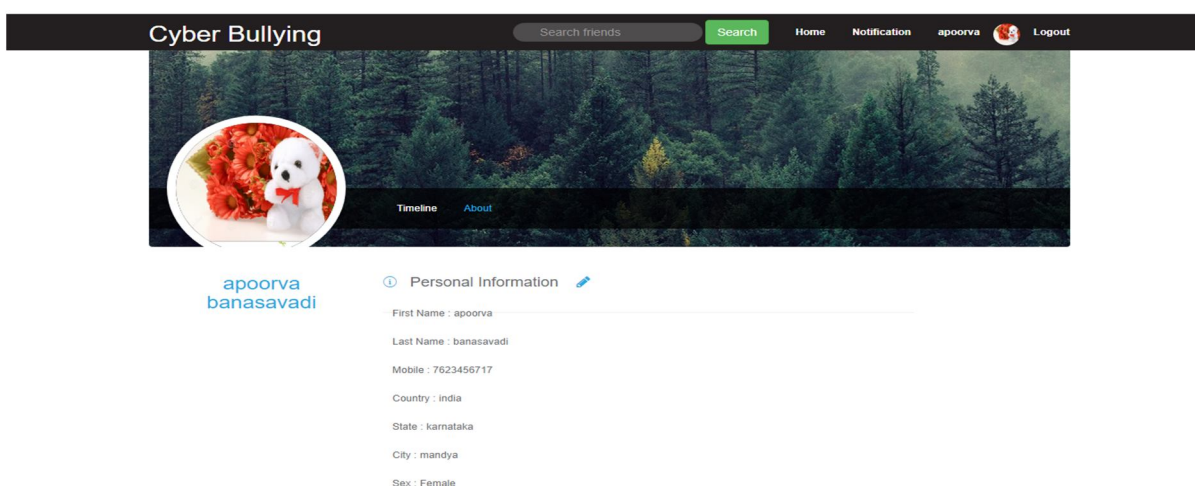 Cyber Bullying
Search friends
Search
Home
Notification
apoorva
Logout
Timeline
About
apoorva
banasavadi
Personal Information
First Name : apoorva
Last Name : banasavadi
Mobile : 7623456717
Country : india
State : karnataka
City : mandya
Sex : Female